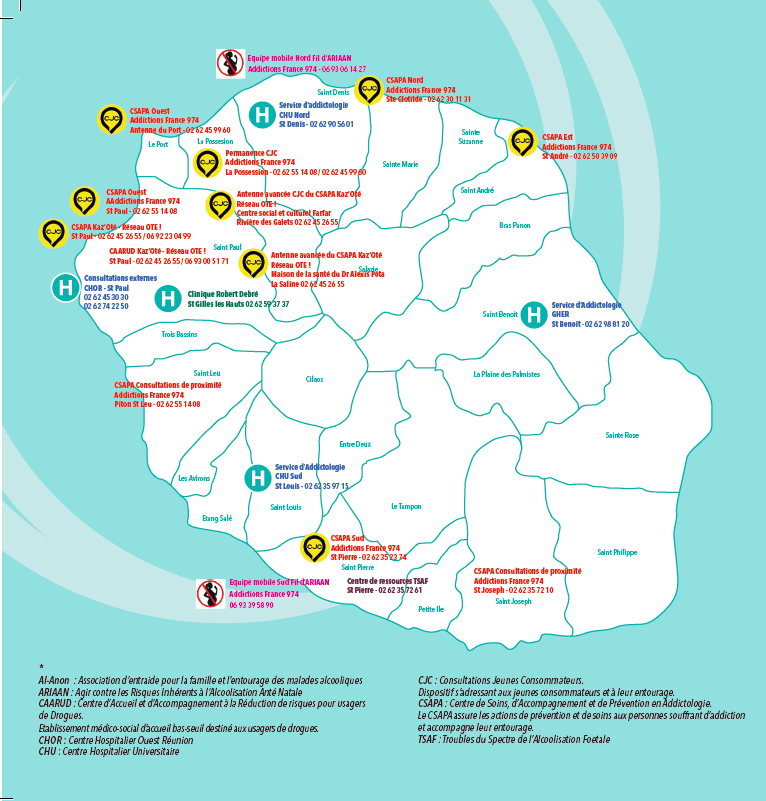 Equipe mobile Nord Fil d'ARIAAN
Addictions France 974 - 06 93 06 14 27
Saint Denis
CJC
CSAPA Nord
Addictions France 974
Ste Clotilde - 02 62 30 11 31
CJC
CSAPA Ouest
Addictions France 974
Antenne du Port - 02 62 45 99 60
H
Service d'addictologie
CHU Nord
St Denis - 02 62 90 56 01
Le Port
La Possesion
Sainte Marie
Sainte
Suzanne
CJC
CSAPA Est
Addictions France 974
St André - 02 62 50 39 09
CJC
Permanence CJC
Addictions France 974
La Possession - 02 62 55 14 08 / 02 62 45 99 60
Saint André
CJC
CSAPA Ouest
AAddictions France 974
St Paul - 02 62 55 14 08
CJC
Antenne avancée CJC du CSAPA Kaz'Oté
Réseau OTE !
Centre social et culturel Farfar
Rivière des Galets 02 62 45 26 55
Bras Panon
CJC
CSAPA Kaz'Oté - Réseau OTE !
St Paul - 02 62 45 26 55 / 06 92 23 04 99
Saint Paul
CAARUD Kaz'Oté - Réseau OTE !
St Paul - 02 62 45 26 55 / 06 93 00 51 71
CJC
Antenne avancée du CSAPA Kaz'Oté
Réseau OTE !
Maison de la santé du Dr Alexis Pota
La Saline 02 62 45 26 55
Salazie
H
Consultations externes
CHOR - St Paul
02 62 45 30 30
02 62 74 22 50
H
Clinique Robert Debré
St Gilles les Hauts 02 62 59 37 37
Saint Benoit
H
Service d'Addictologie
GHER
St Benoit - 02 62 98 81 20
Trois Bassins
Saint Leu
Cilaos
La Plaine des Palmistes
CSAPA Consultations de proximité
Addictions France 974
Piton St Leu - 02 62 55 14 08
Sainte Rose
Entre Deux
Les Avirons
H
Service d'Addictologie
CHU Sud
St Louis - 02 62 35 97 15
Etang Salé
Saint Louis
Le Tampon
CJC
CSAPA Sud
Addictions France 974
St Pierre - 02 62 35 23 74
Saint Pierre
Saint Philippe
Equipe mobile Sud Fil d'ARIAAN
Addictions France 974
06 93 39 58 90
Centre de ressources TSAF
St Pierre - 02 62 35 72 61
CSAPA Consultations de proximité
Addictions France 974
St Joseph - 02 62 35 72 10
Saint Joseph
Petite Ile
*
Al-Anon : Association d'entraide pour la famille et l'entourage des malades alcooliques
ARIAAN : Agir contre les Risques Inhérents à l'Alcoolisation Anté Natale
CAARUD : Centre d'Accueil et d'Accompagnement à la Réduction de risques pour usagers
de Drogues.
Etablissement médico-social d'accueil bas-seuil destiné aux usagers de drogues.
CHOR : Centre Hospitalier Ouest Réunion
CHU : Centre Hospitalier Universitaire
CJC : Consultations Jeunes Consommateurs.
Dispositif s'adressant aux jeunes consommateurs et à leur entourage.
CSAPA : Centre de Soins, d'Accompagnement et de Prévention en Addictologie.
Le CSAPA assure les actions de prévention et de soins aux personnes souffrant d'addiction
et accompagne leur entourage.
TSAF : Troubles du Spectre de l'Alcoolisation Foetale